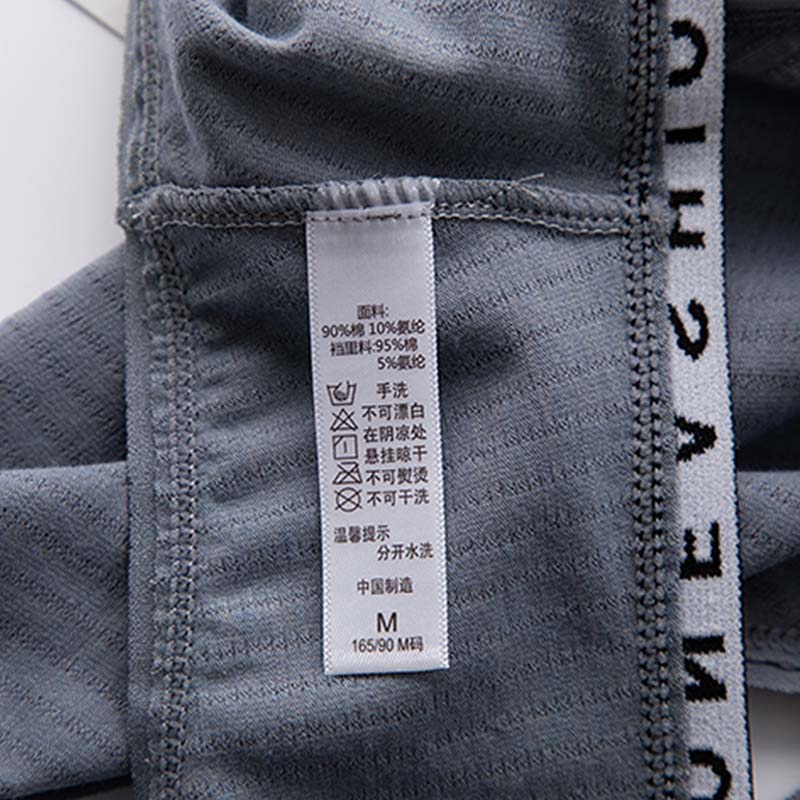 面料:
90%棉 10%氨纶
裆里料:95%棉
5%氨纶
手洗
不可漂白
在阴凉处
悬挂晾干
不可熨烫
不可干洗
温馨提示
分开水洗
中国制造
M
165/90 M码